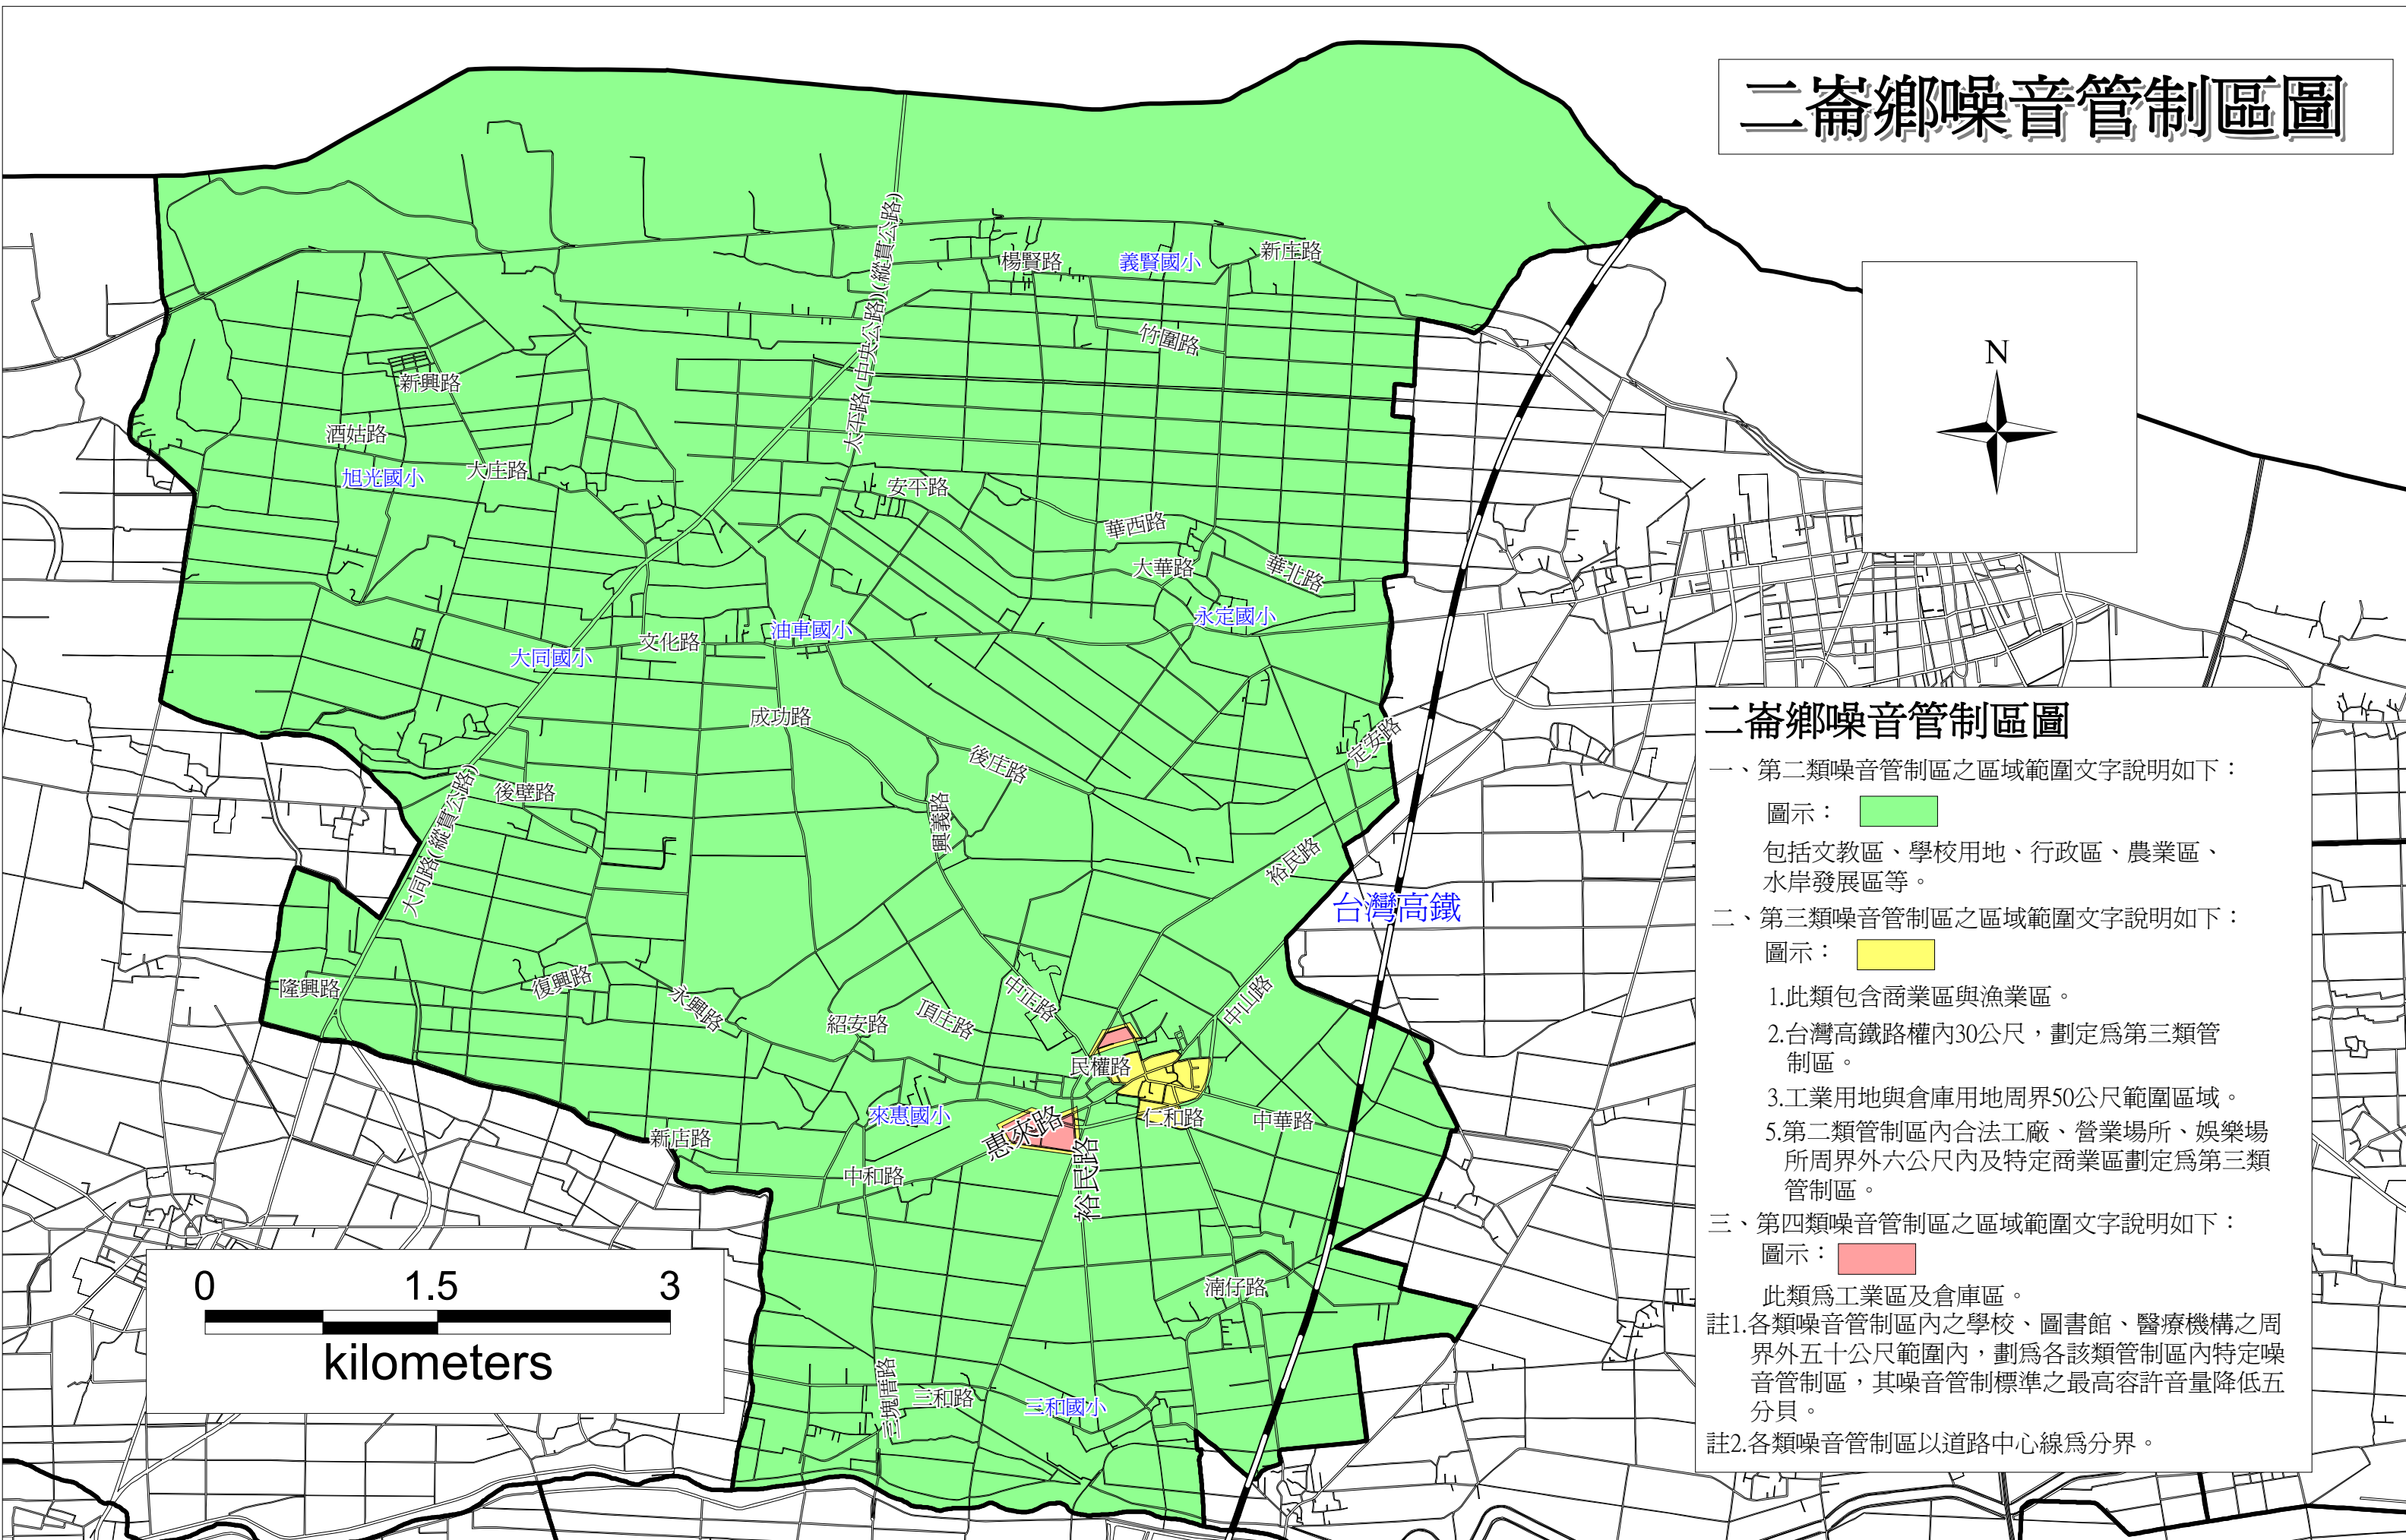 二崙鄉噪音管制區圖
N
楊賢路
義賢國小
新庄路
太平路(中央公路)(縱貫公路)
竹圍路
新興路
酒姑路
旭光國小
大庄路
安平路
華西路
大華路
華北路
永定國小
油車國小
文化路
大同國小
成功路
後庄路
定安路
後壁路
大同路(縱貫公路)
興義路
裕民路
台灣高鐵
隆興路
復興路
永興路
紹安路
頂庄路
中正路
中山路
民權路
來惠國小
惠來路
仁和路
中華路
新店路
中和路
裕民路
湳仔路
三塊厝路
三和路
三和國小
0 1.5 3
kilometers
二崙鄉噪音管制區圖
一、第二類噪音管制區之區域範圍文字說明如下：
圖示：
包括文教區、學校用地、行政區、農業區、
水岸發展區等。
二、第三類噪音管制區之區域範圍文字說明如下：
圖示：
1.此類包含商業區與漁業區。
2.台灣高鐵路權內30公尺，劃定為第三類管
制區。
3.工業用地與倉庫用地周界50公尺範圍區域。
5.第二類管制區內合法工廠、營業場所、娛樂場
所周界外六公尺內及特定商業區劃定為第三類
管制區。
三、第四類噪音管制區之區域範圍文字說明如下：
圖示：
此類為工業區及倉庫區。
註1.各類噪音管制區內之學校、圖書館、醫療機構之周
界外五十公尺範圍內，劃為各該類管制區內特定噪
音管制區，其噪音管制標準之最高容許音量降低五
分貝。
註2.各類噪音管制區以道路中心線為分界。